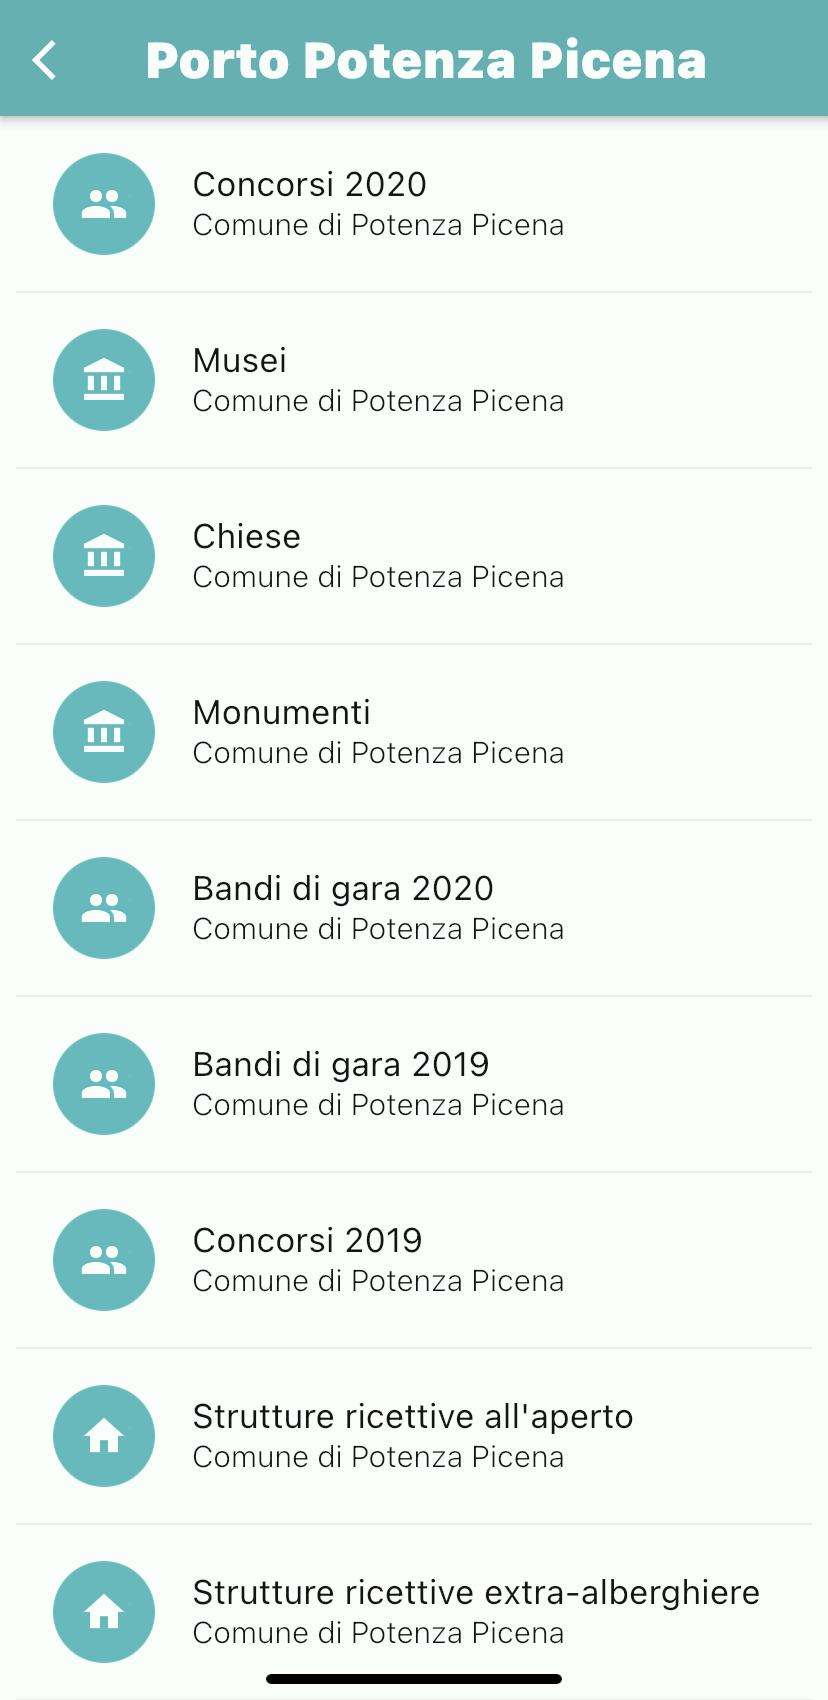 Porto Potenza Picena
Concorsi 2020
Comune di Potenza Picena
Musei
Comune di Potenza Picena
Chiese
Comune di Potenza Picena
Monumenti
Comune di Potenza Picena
Bandi di gara 2020
Comune di Potenza Picena
Bandi di gara 2019
Comune di Potenza Picena
Concorsi 2019
Comune di Potenza Picena
Strutture ricettive all'aperto
Comune di Potenza Picena
Strutture ricettive extra-alberghiere
Comune di Potenza Picena